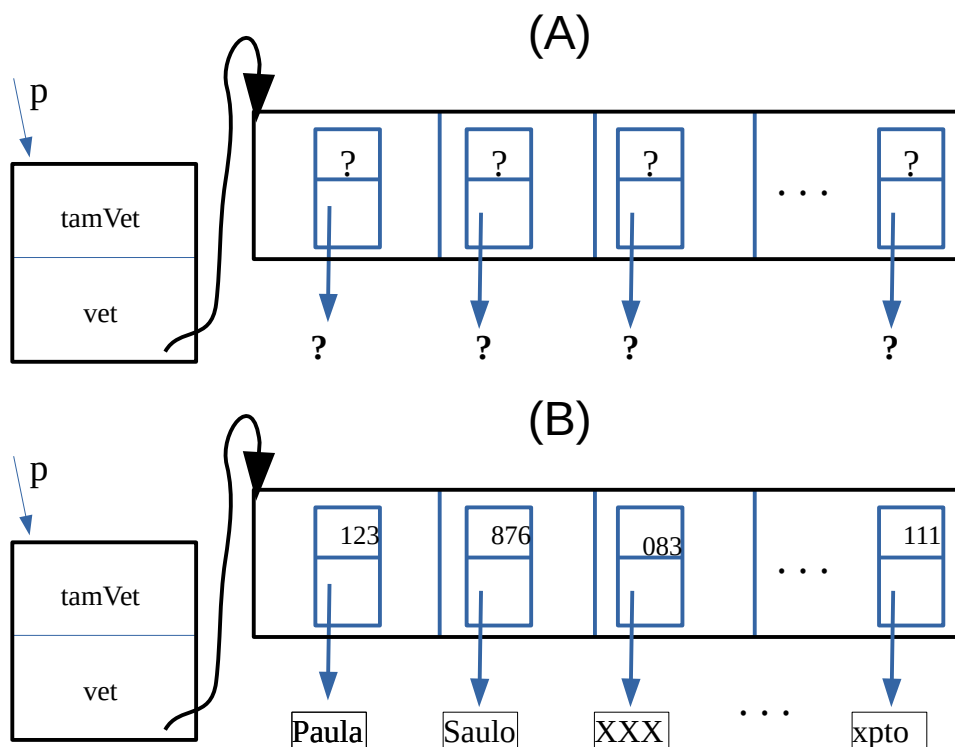 (A)
p
tamVet
vet
? ? ? . . . ?
? ? ? ?
(B)
p
tamVet
vet
123 876 083 . . . 111
Paula Saulo XXX . . . xpto